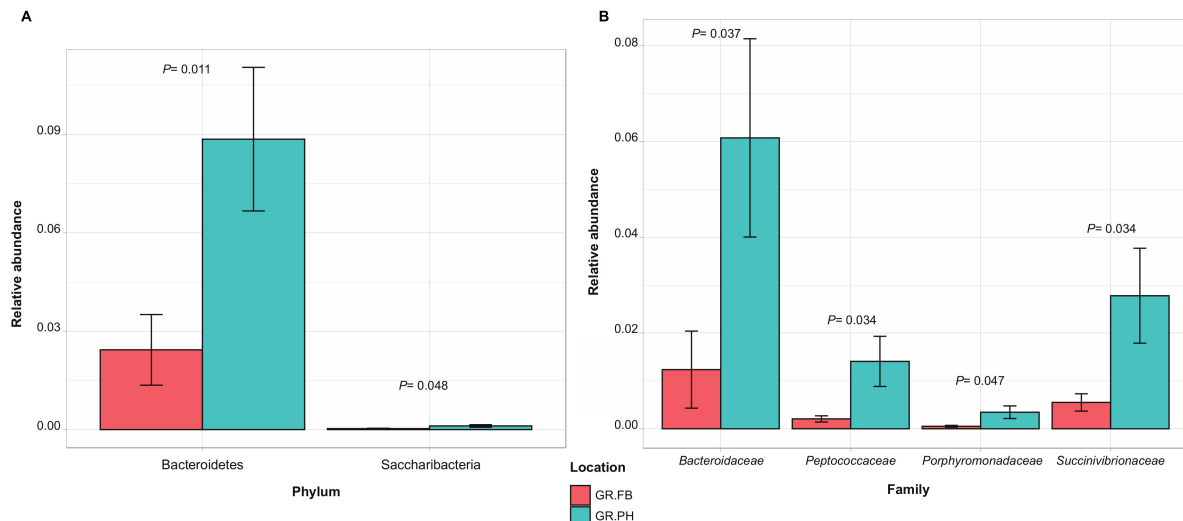 A
P= 0.011
0.09
0.06
0.03
0.00
P= 0.048
Relative abundance
Bacteroidetes
Saccharibacteria
Phylum
B
P= 0.037
0.08
0.06
0.04
0.02
0.00
P= 0.034
P= 0.047
P= 0.034
Relative abundance
Bacteroidaceae
Peptococcaceae
Porphyromonadaceae
Succinivibrionaceae
Family
Location
GR.FB
GR.PH